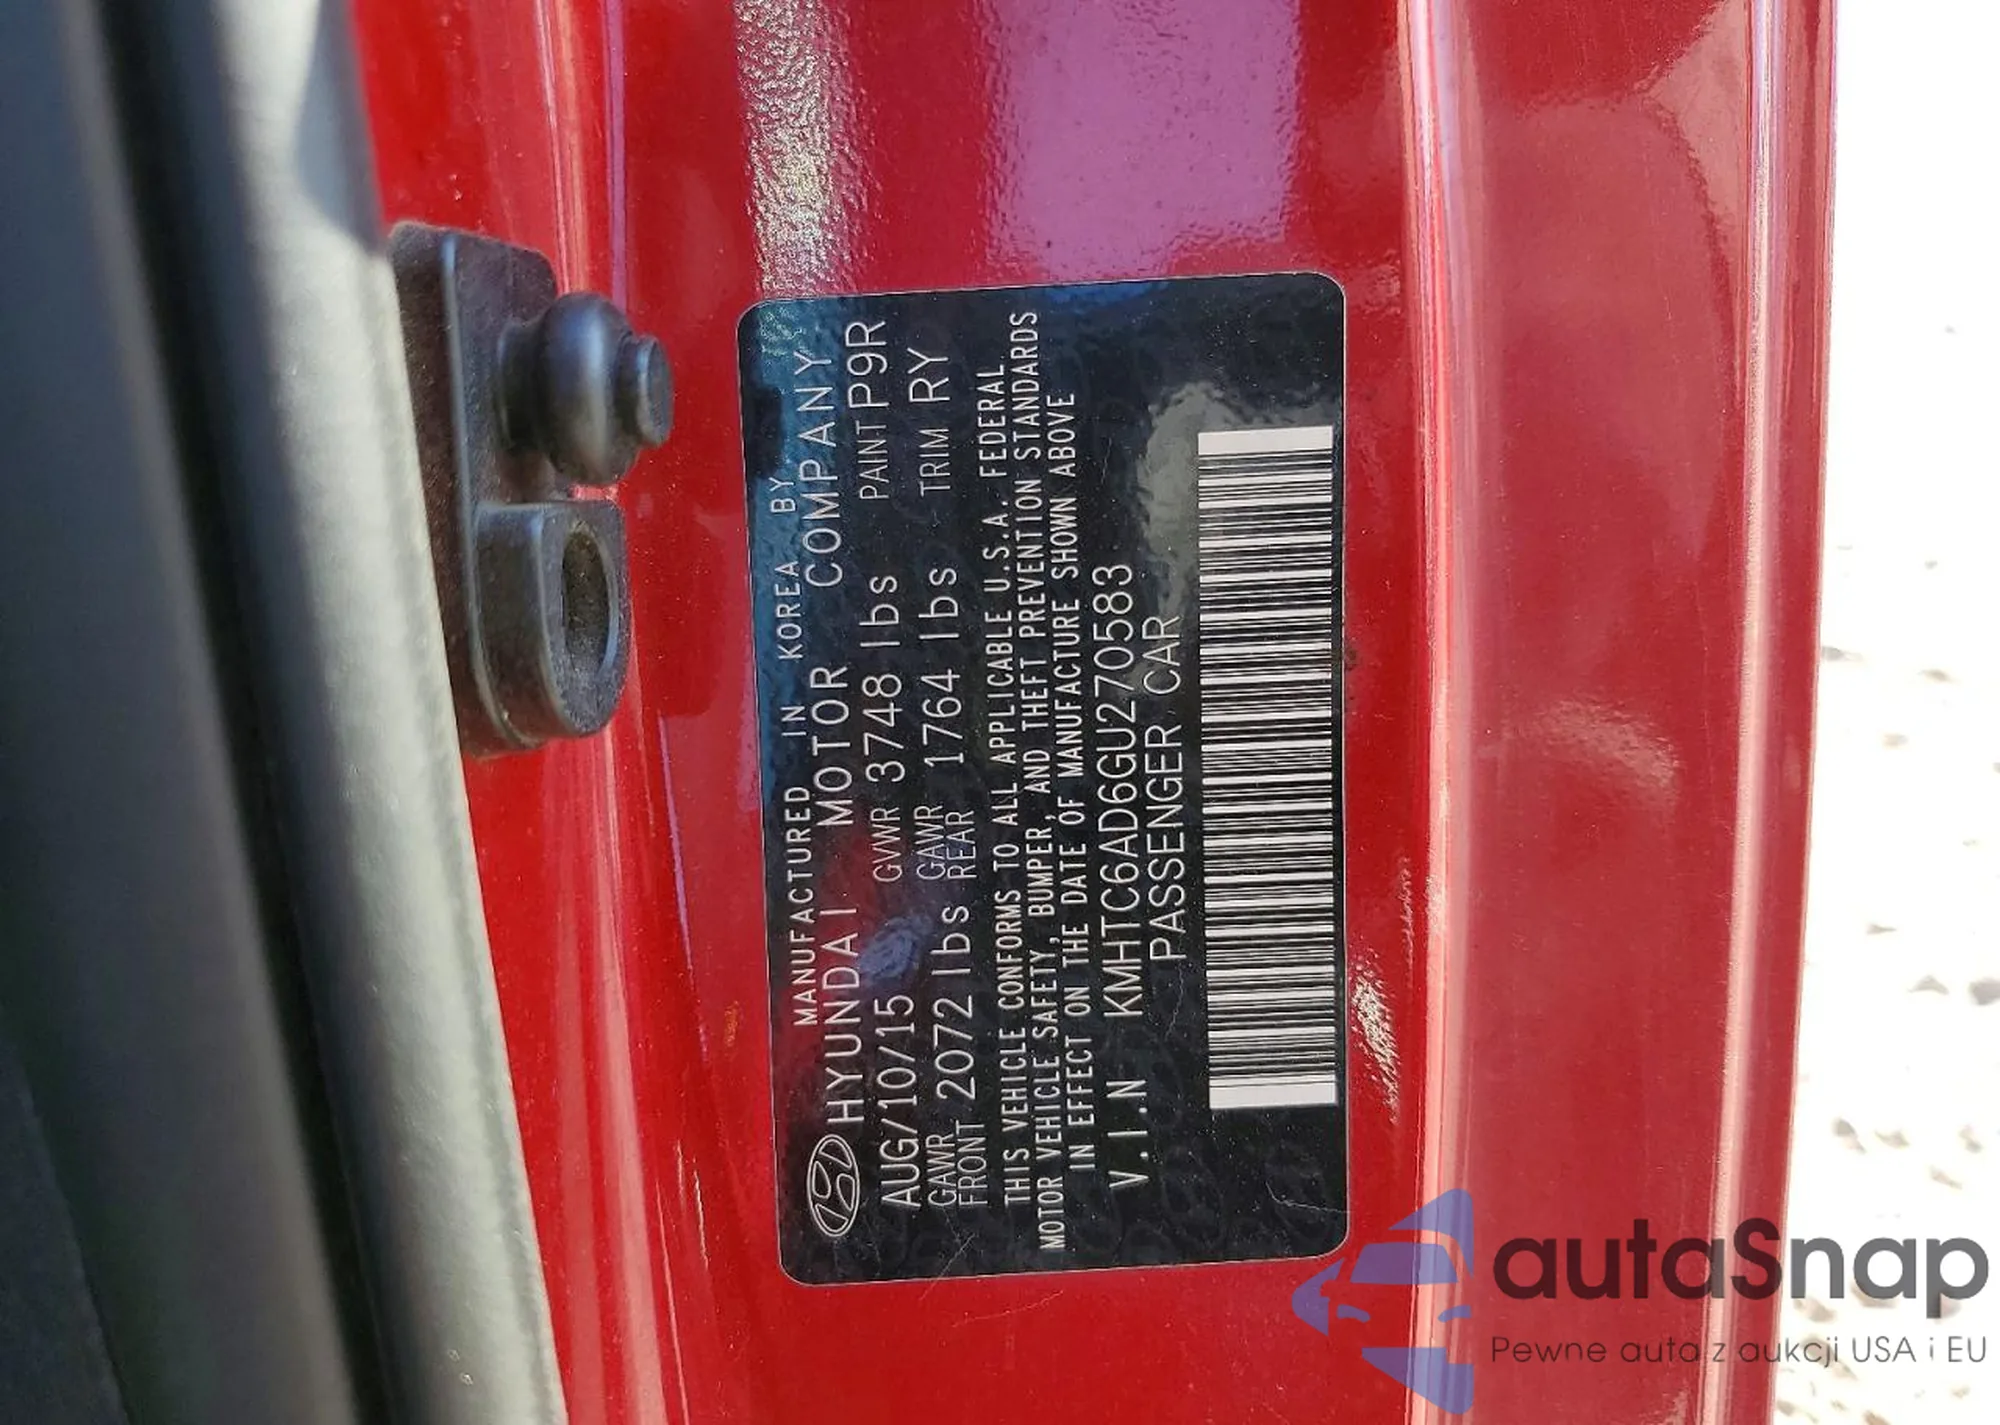 MANUFACTURED IN KOREA BY
HYUNDAI MOTOR COMPANY
AUG/10/15 GVWR 3748 lbs PAINT P9R
GAWR FRONT 2072 lbs GAWR REAR 1764 lbs TRIM RY
THIS VEHICLE CONFORMS TO ALL APPLICABLE U.S.A. FEDERAL
MOTOR VEHICLE SAFETY, BUMPER, AND THEFT PREVENTION STANDARDS
IN EFFECT ON THE DATE OF MANUFACTURE SHOWN ABOVE
V.I.N KMHTC6AD6GU270583
PASSENGER CAR
autaSnap
Pewne auta z aukcji USA i EU